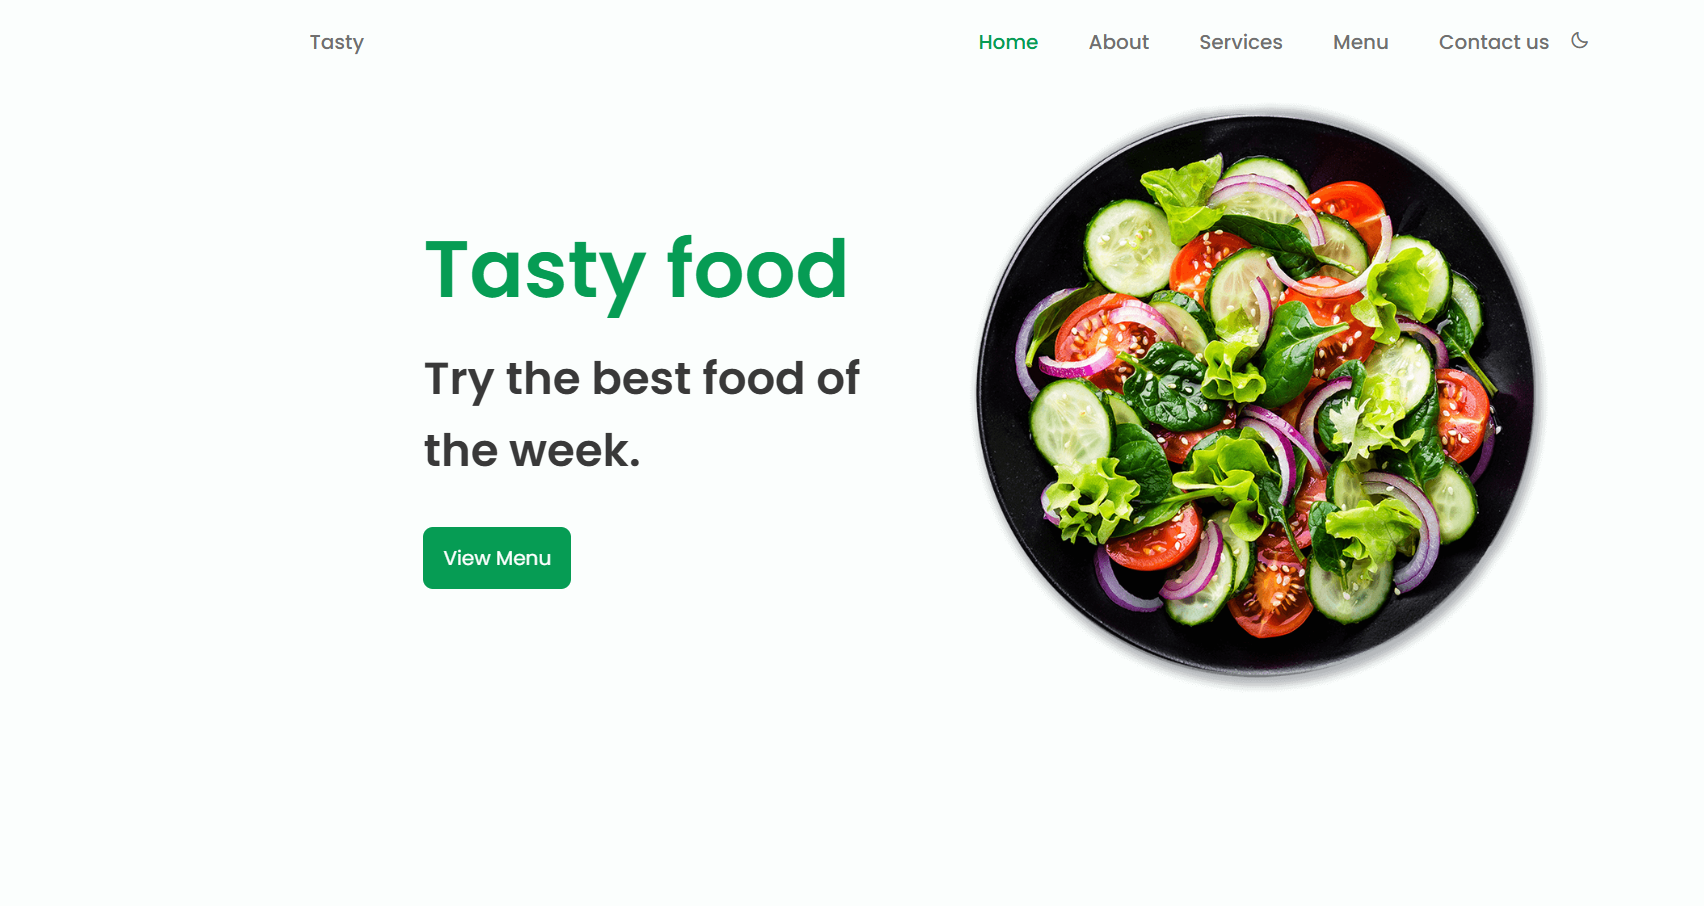 Tasty
Home About Services Menu Contact us
Tasty food
Try the best food of
the week.
View Menu